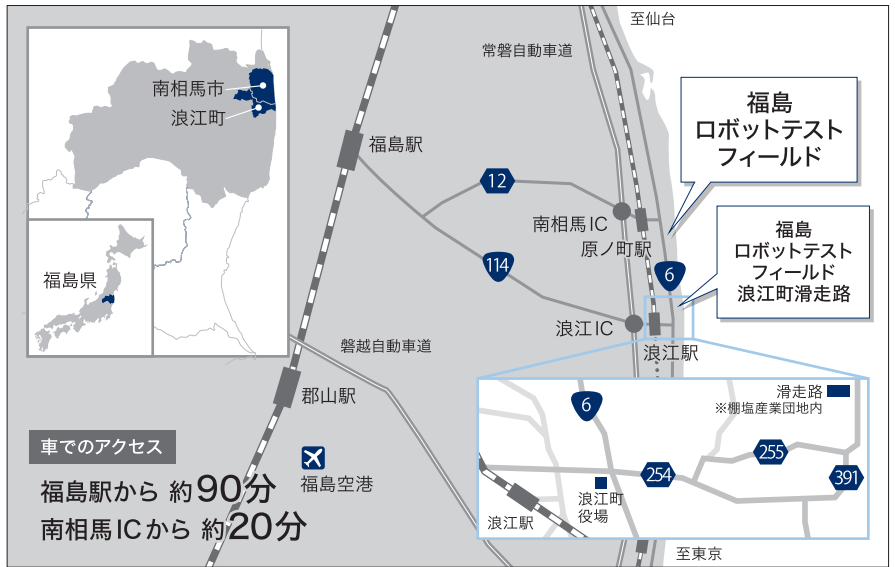 至仙台
常磐自動車道
南相馬市
浪江町
福島県
福島駅
12
114
南相馬IC
原ノ町駅
6
福島
ロボットテスト
フィールド
福島
ロボットテスト
フィールド
浪江町滑走路
浪江IC
浪江駅
磐越自動車道
郡山駅
福島空港
車でのアクセス
福島駅から 約90分
南相馬ICから 約20分
6
滑走路
※棚塩産業団地内
255
254
391
浪江町
役場
浪江駅
至東京